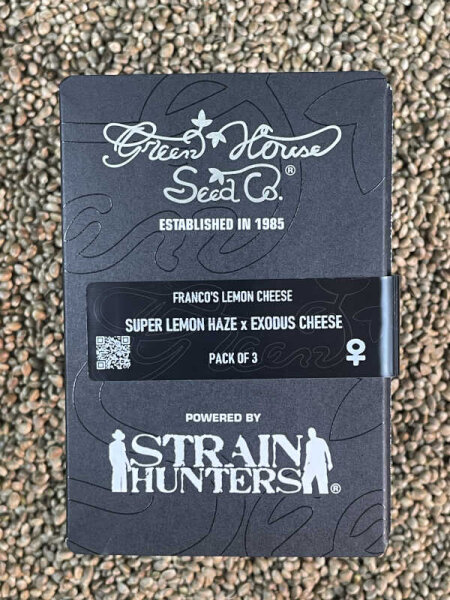 Green House
Seed Co.®
ESTABLISHED IN 1985
FRANCO'S LEMON CHEESE
SUPER LEMON HAZE x EXODUS CHEESE
PACK OF 3
POWERED BY
STRAIN
HUNTERS®